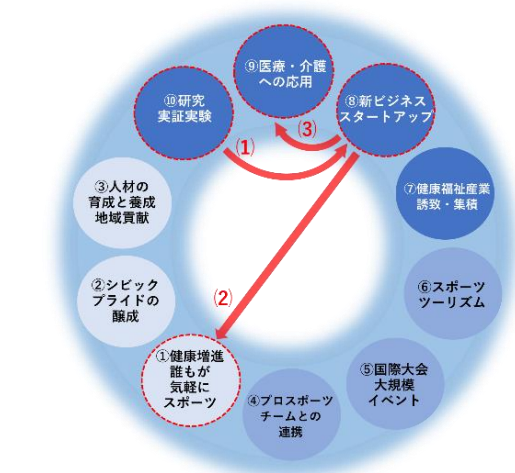 ⑨医療・介護
への応用
⑩研究
実証実験
⑧新ビジネス
スタートアップ
(1)
(3)
③人材の
育成と養成
地域貢献
⑦健康福祉産業
誘致・集積
②シビック
プライドの
醸成
⑥スポーツ
ツーリズム
(2)
①健康増進
誰もが
気軽に
スポーツ
⑤国際大会
大規模
イベント
④プロスポーツ
チームとの
連携